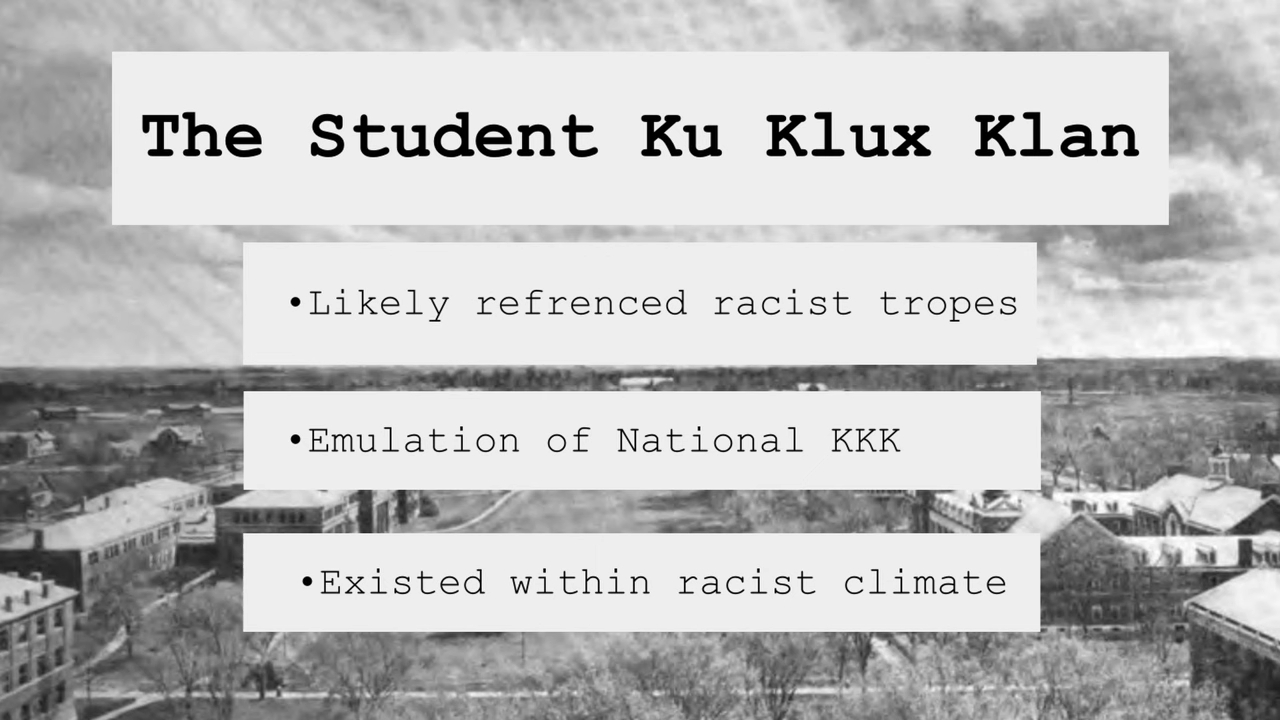 The Student Ku Klux Klan
•Likely refrenced racist tropes
•Emulation of National KKK
•Existed within racist climate